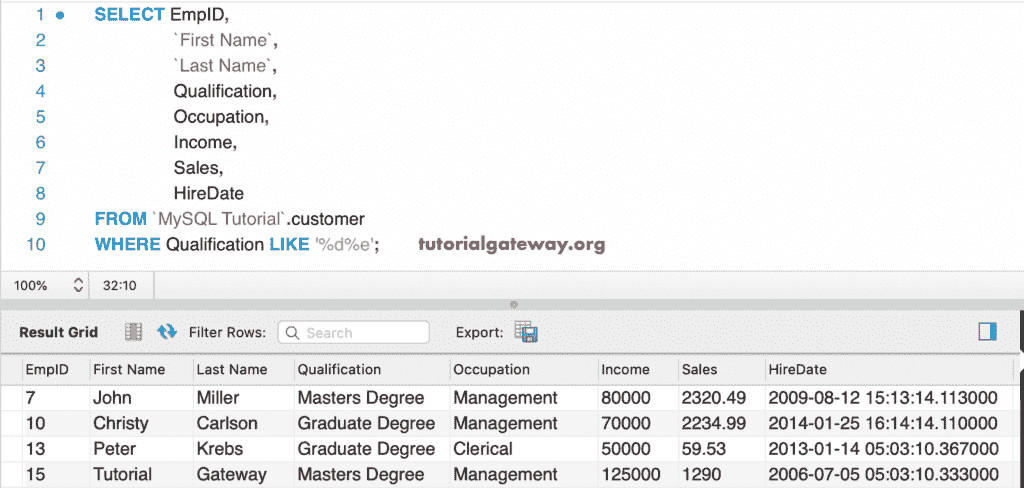 1 SELECT EmpID,
2 `First Name`,
3 `Last Name`,
4 Qualification,
5 Occupation,
6 Income,
7 Sales,
8 HireDate
9 FROM `MySQL Tutorial`.customer
10 WHERE Qualification LIKE '%d%e'; tutorialgateway.org
100% 32:10
Result Grid Filter Rows: Search Export:
EmpID First Name Last Name Qualification Occupation Income Sales HireDate
7 John Miller Masters Degree Management 80000 2320.49 2009-08-12 15:13:14.113000
10 Christy Carlson Graduate Degree Management 70000 2234.99 2014-01-25 16:14:14.110000
13 Peter Krebs Graduate Degree Clerical 50000 59.53 2013-01-14 05:03:10.367000
15 Tutorial Gateway Masters Degree Management 125000 1290 2006-07-05 05:03:10.333000